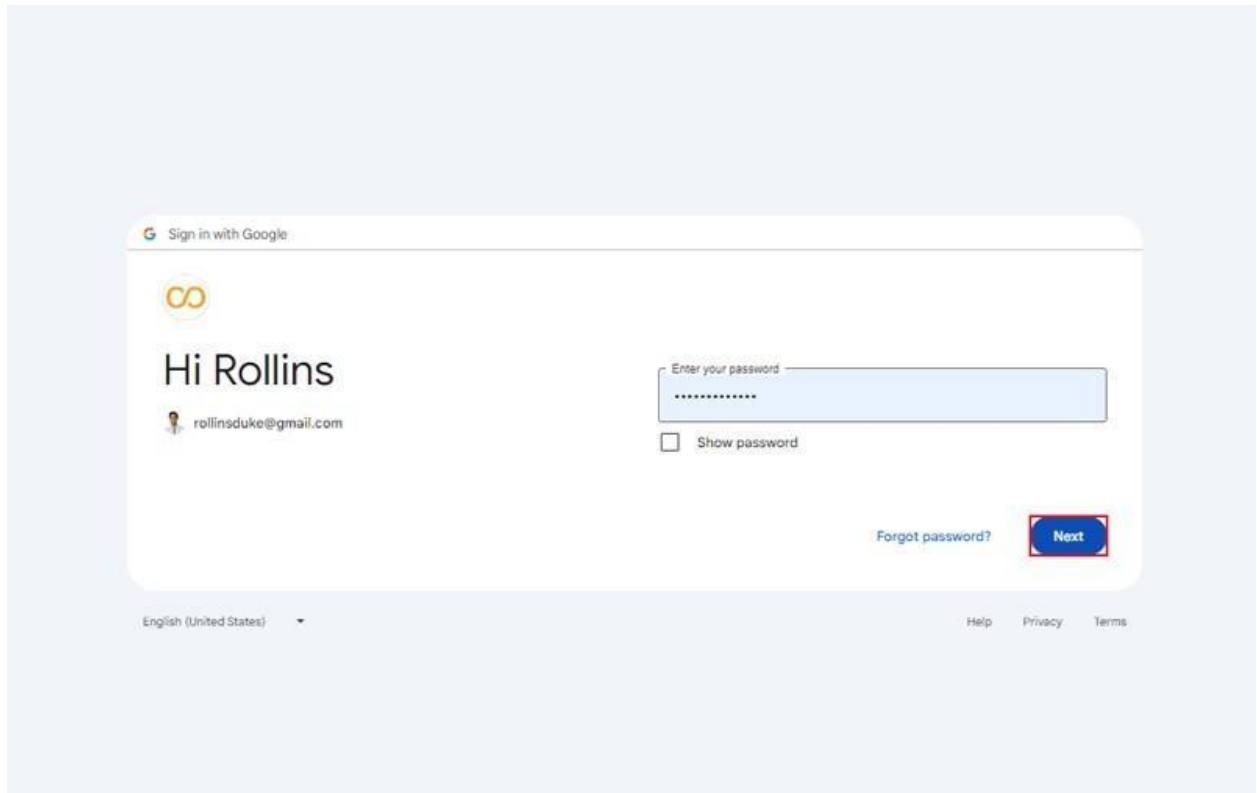 Sign in with Google
Hi Rollins
rollinsduke@gmail.com
Enter your password
•••••••••••••
Show password
Forgot password?
Next
English (United States)
Help Privacy Terms